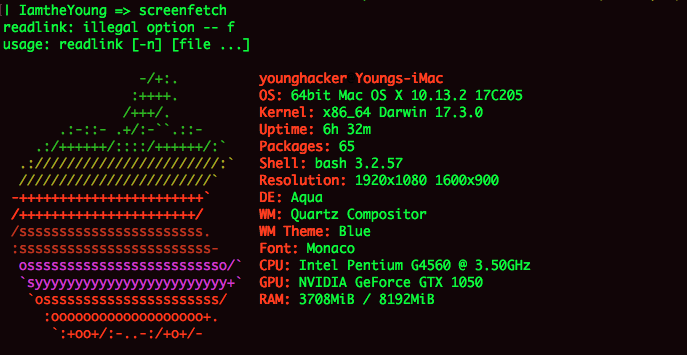 | IamtheYoung => screenfetch
readlink: illegal option -- f
usage: readlink [-n] [file ...]
-/+:. younghacker Youngs-iMac
:++++. OS: 64bit Mac OS X 10.13.2 17C205
/+++/. Kernel: x86_64 Darwin 17.3.0
.:-::- .+/:-``.::- Uptime: 6h 32m
.:/++++++/::::/++++++/:` Packages: 65
.:///////////////////////:` Shell: bash 3.2.57
////////////////////////` Resolution: 1920x1080 1600x900
-+++++++++++++++++++++++` DE: Aqua
/++++++++++++++++++++++/ WM: Quartz Compositor
/sssssssssssssssssssssss. WM Theme: Blue
:ssssssssssssssssssssssss- Font: Monaco
osssssssssssssssssssssssso/` CPU: Intel Pentium G4560 @ 3.50GHz
`syyyyyyyyyyyyyyyyyyyyyyyy+` GPU: NVIDIA GeForce GTX 1050
`ossssssssssssssssssssss/ RAM: 3708MiB / 8192MiB
:ooooooooooooooooooo+.
`:+oo+/:-..-:/+o+/-